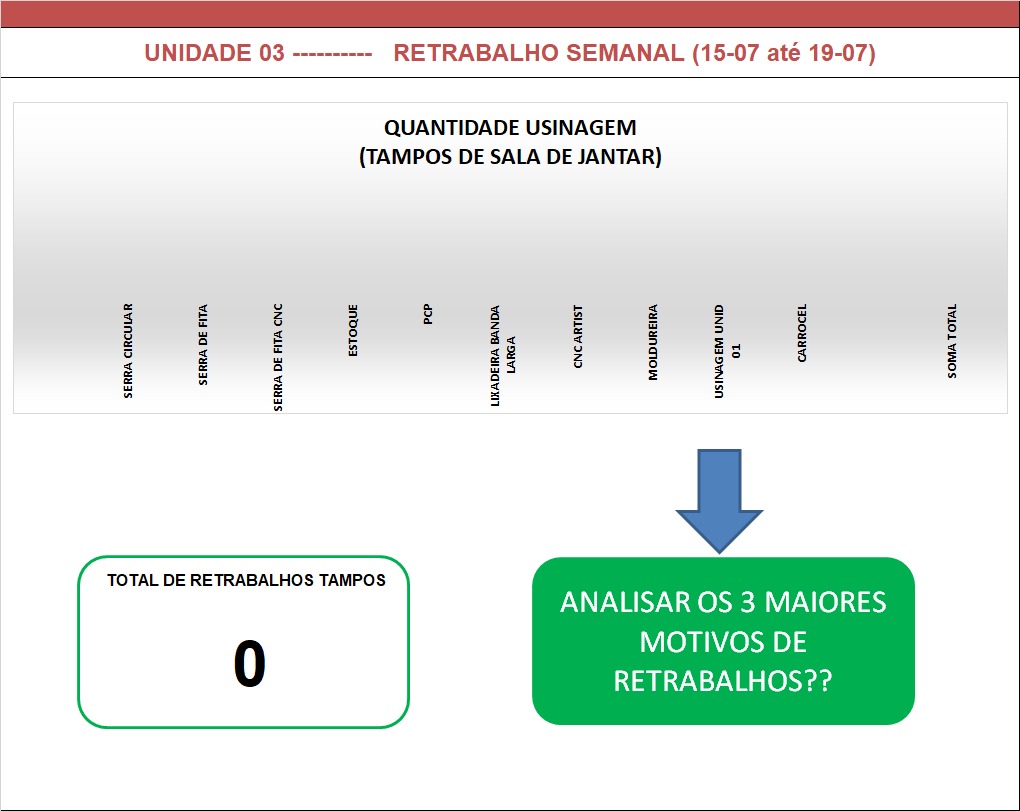 UNIDADE 03 ---------- RETRABALHO SEMANAL (15-07 até 19-07)
QUANTIDADE USINAGEM
(TAMPOS DE SALA DE JANTAR)
SERRA CIRCULAR
SERRA DE FITA
SERRA DE FITA CNC
ESTOQUE
PCP
LIXADEIRA BANDA
LARGA
CNC ARTIST
MOLDUREIRA
USINAGEM UNID
01
CARROCEL
SOMA TOTAL
TOTAL DE RETRABALHOS TAMPOS
0
ANALISAR OS 3 MAIORES
MOTIVOS DE
RETRABALHOS??